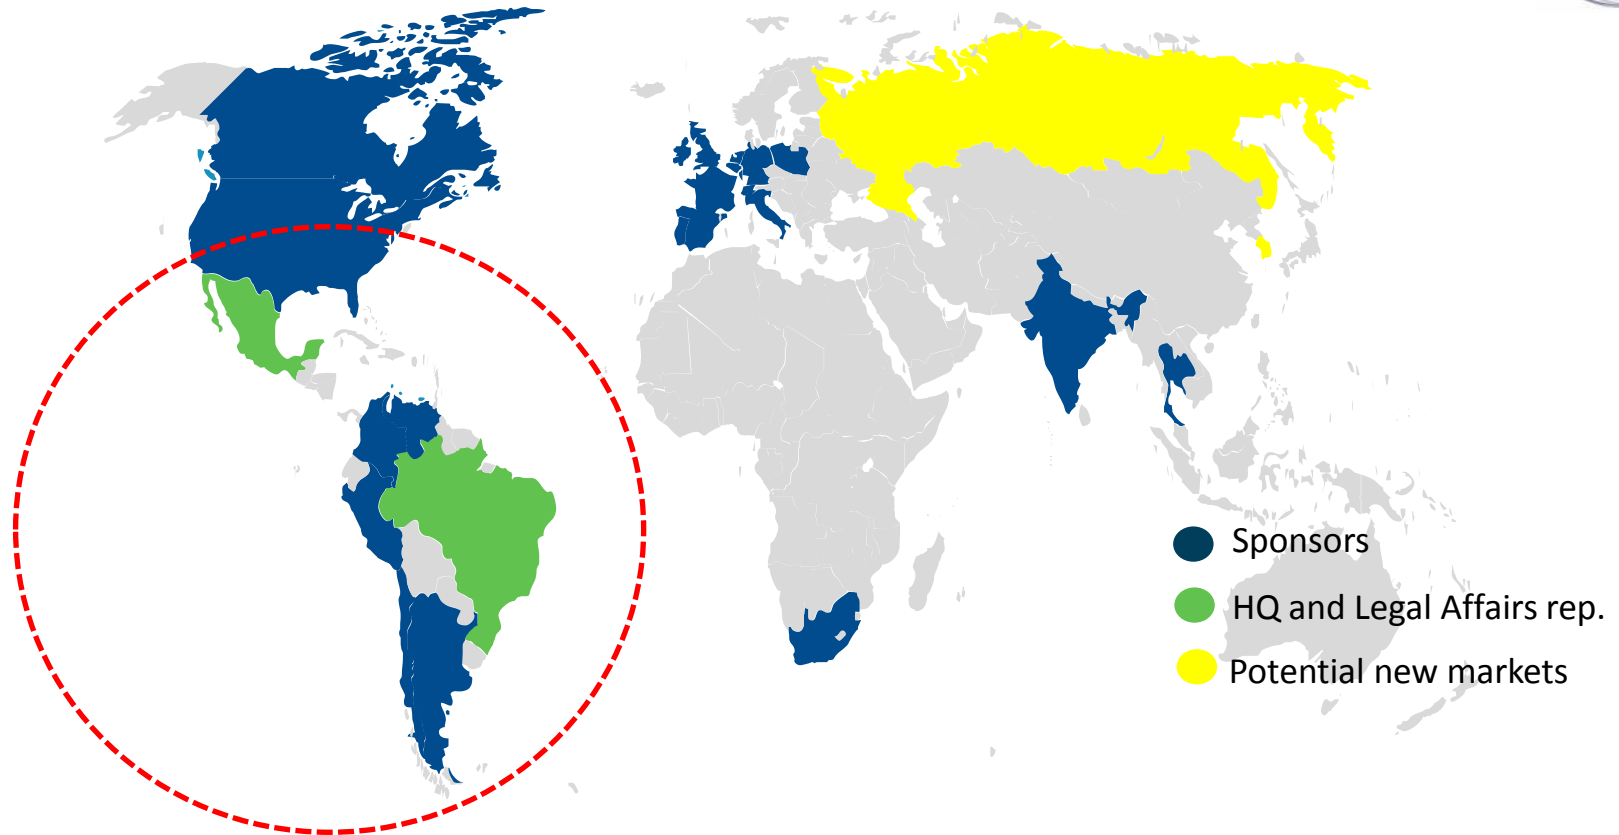 Sponsors
HQ and Legal Affairs rep.
Potential new markets